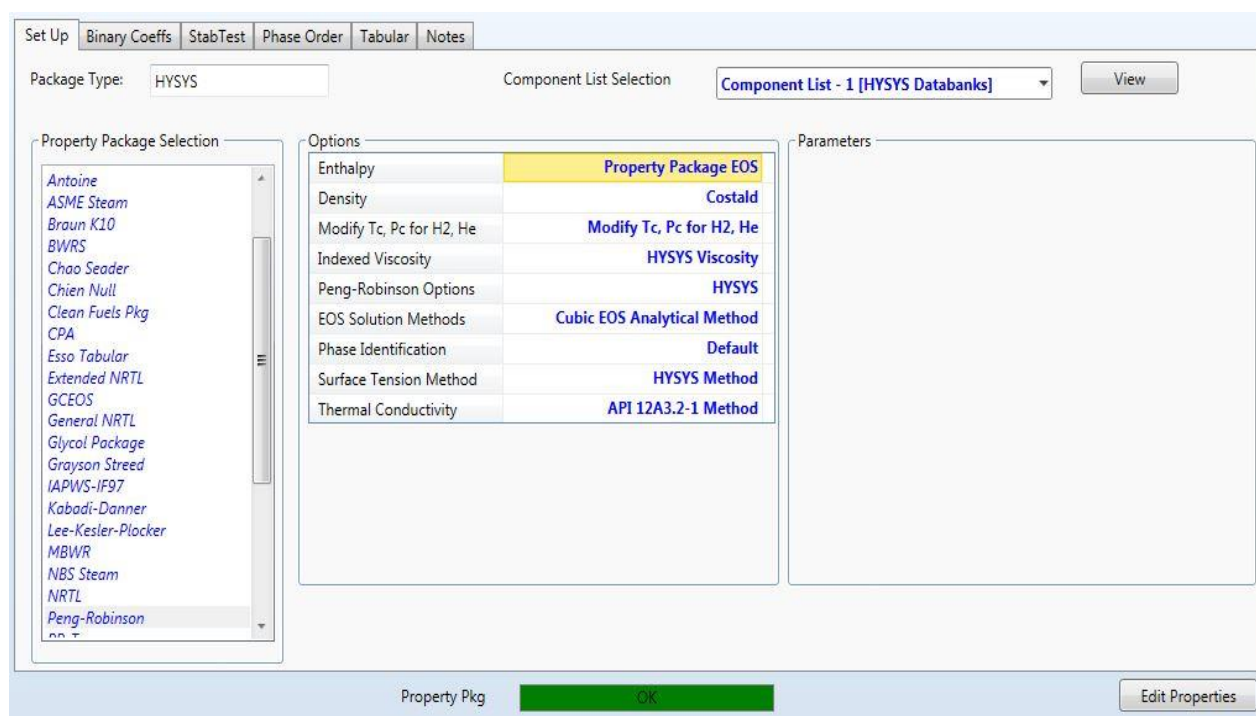 Set Up Binary Coeffs StabTest Phase Order Tabular Notes
Package Type: HYSYS Component List Selection Component List - 1 [HYSYS Databanks] View
Property Package Selection
Antoine
ASME Steam
Braun K10
BWRS
Chao Seader
Chien Null
Clean Fuels Pkg
CPA
Esso Tabular
Extended NRTL
GCEOS
General NRTL
Glycol Package
Grayson Streed
IAPWS-IF97
Kabadi-Danner
Lee-Kesler-Plocker
MBWR
NBS Steam
NRTL
Peng-Robinson
Options
Enthalpy Property Package EOS
Density Costald
Modify Tc, Pc for H2, He Modify Tc, Pc for H2, He
Indexed Viscosity HYSYS Viscosity
Peng-Robinson Options HYSYS
EOS Solution Methods Cubic EOS Analytical Method
Phase Identification Default
Surface Tension Method HYSYS Method
Thermal Conductivity API 12A3.2-1 Method
Parameters
Property Pkg OK Edit Properties